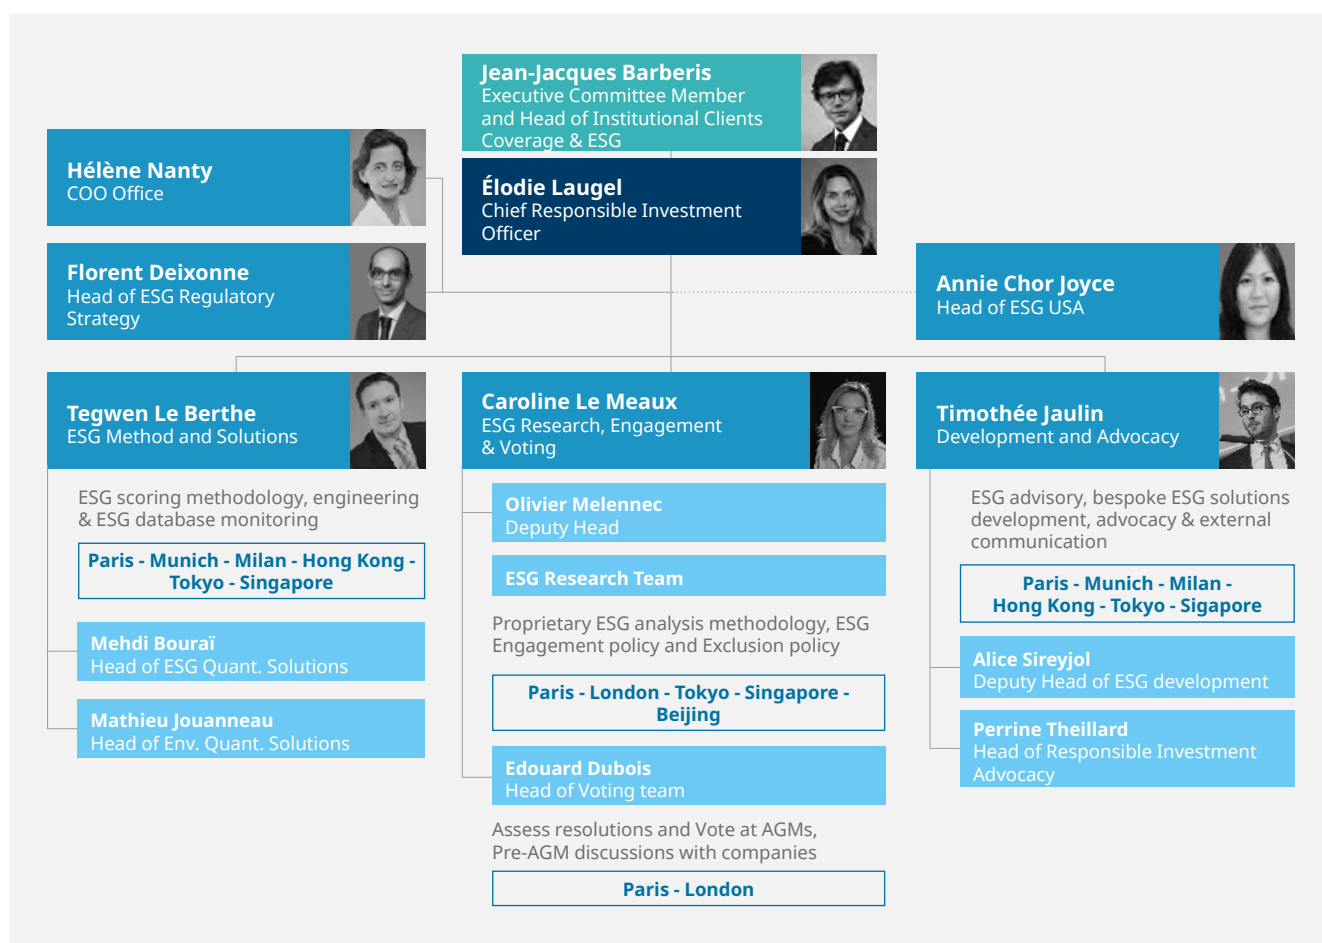 Jean-Jacques Barberis
Executive Committee Member
and Head of Institutional Clients
Coverage & ESG
Hélène Nanty
COO Office
Élodie Laugel
Chief Responsible Investment
Officer
Florent Deixonne
Head of ESG Regulatory
Strategy
Annie Chor Joyce
Head of ESG USA
Tegwen Le Berthe
ESG Method and Solutions
ESG scoring methodology, engineering
& ESG database monitoring
Paris - Munich - Milan - Hong Kong -
Tokyo - Singapore
Mehdi Bouraï
Head of ESG Quant. Solutions
Mathieu Jouanneau
Head of Env. Quant. Solutions
Caroline Le Meaux
ESG Research, Engagement
& Voting
Olivier Melennec
Deputy Head
ESG Research Team
Proprietary ESG analysis methodology, ESG
Engagement policy and Exclusion policy
Paris - London - Tokyo - Singapore -
Beijing
Edouard Dubois
Head of Voting team
Assess resolutions and Vote at AGMs,
Pre-AGM discussions with companies
Paris - London
Timothée Jaulin
Development and Advocacy
ESG advisory, bespoke ESG solutions
development, advocacy & external
communication
Paris - Munich - Milan -
Hong Kong - Tokyo - Sigapore
Alice Sireyjol
Deputy Head of ESG development
Perrine Theillard
Head of Responsible Investment
Advocacy